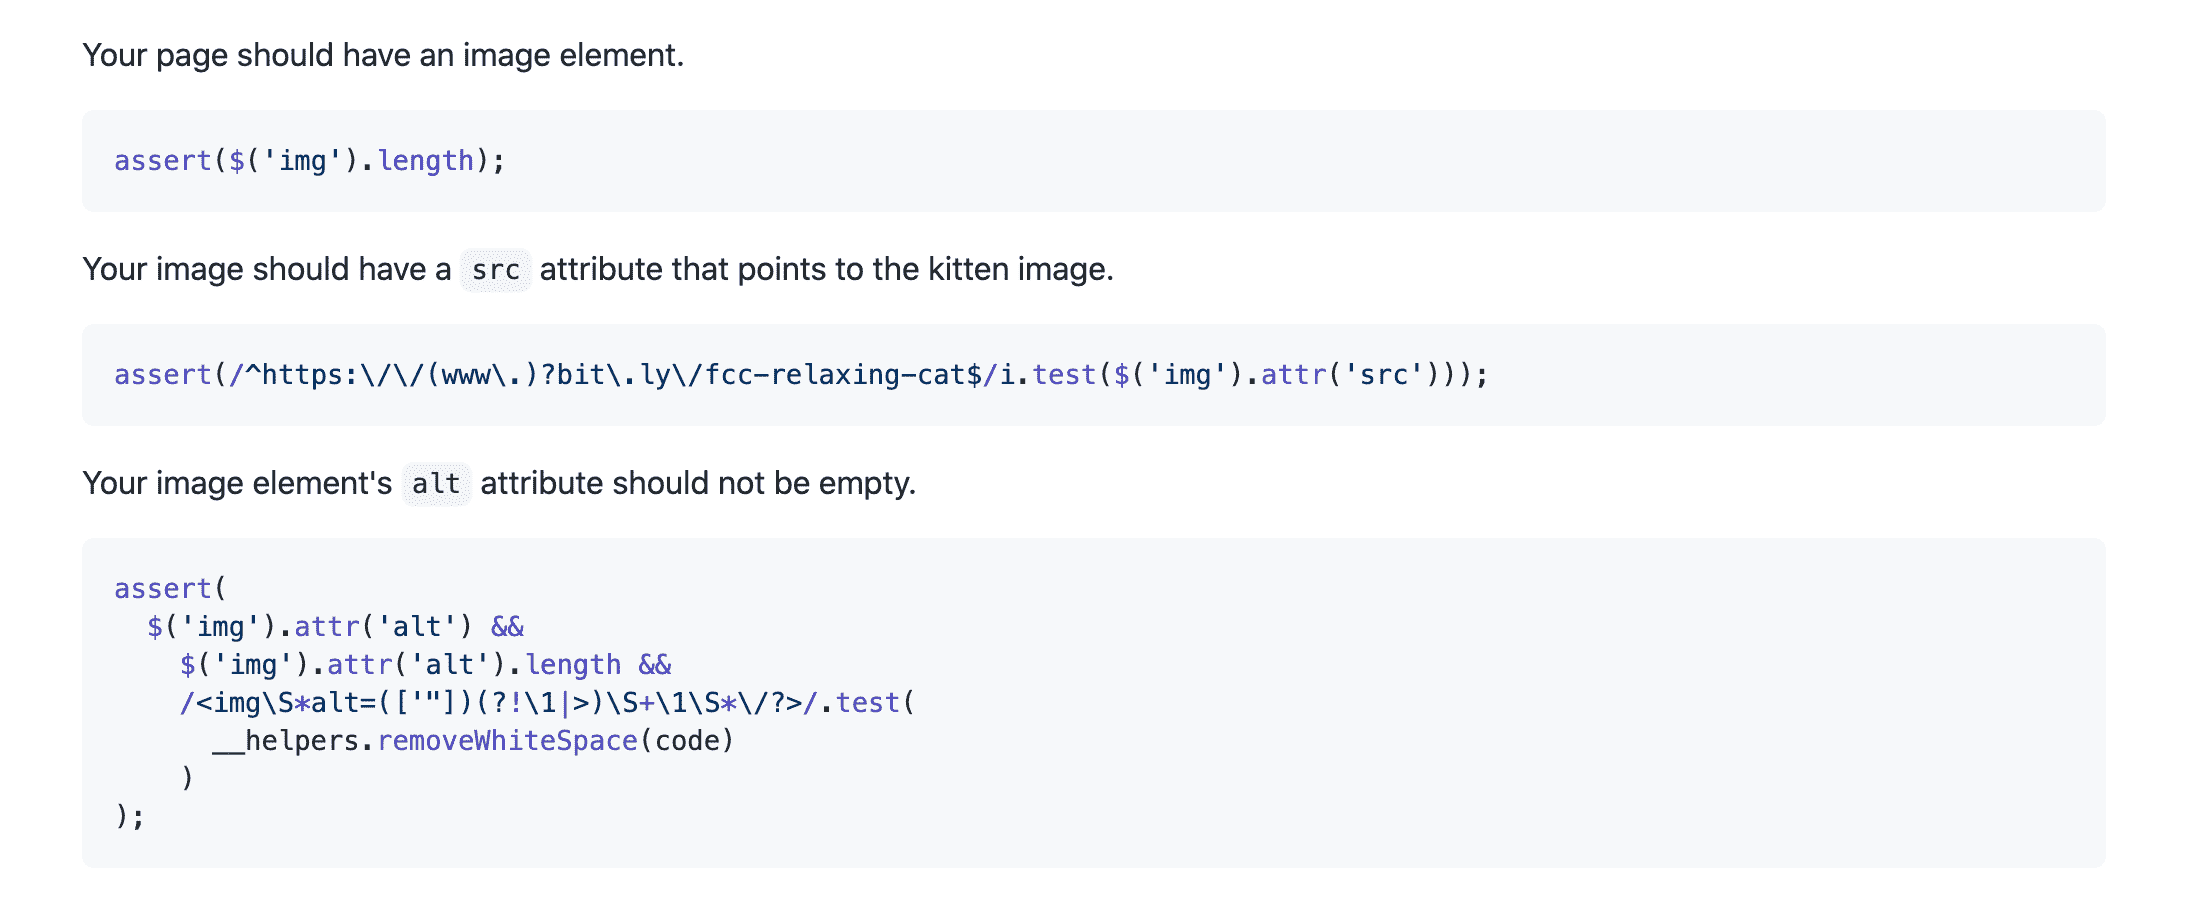 Your page should have an image element.
assert($('img').length);
Your image should have a src attribute that points to the kitten image.
assert(/^https:\/\/(www\.)?bit\.ly\/fcc-relaxing-cat$/i.test($('img').attr('src')));
Your image element's alt attribute should not be empty.
assert(
  $('img').attr('alt') &&
    $('img').attr('alt').length &&
    /<img\S*alt=(['"])(?!\1|>)\S+\1\S*\/?>/.test(
      __helpers.removeWhiteSpace(code)
    )
);